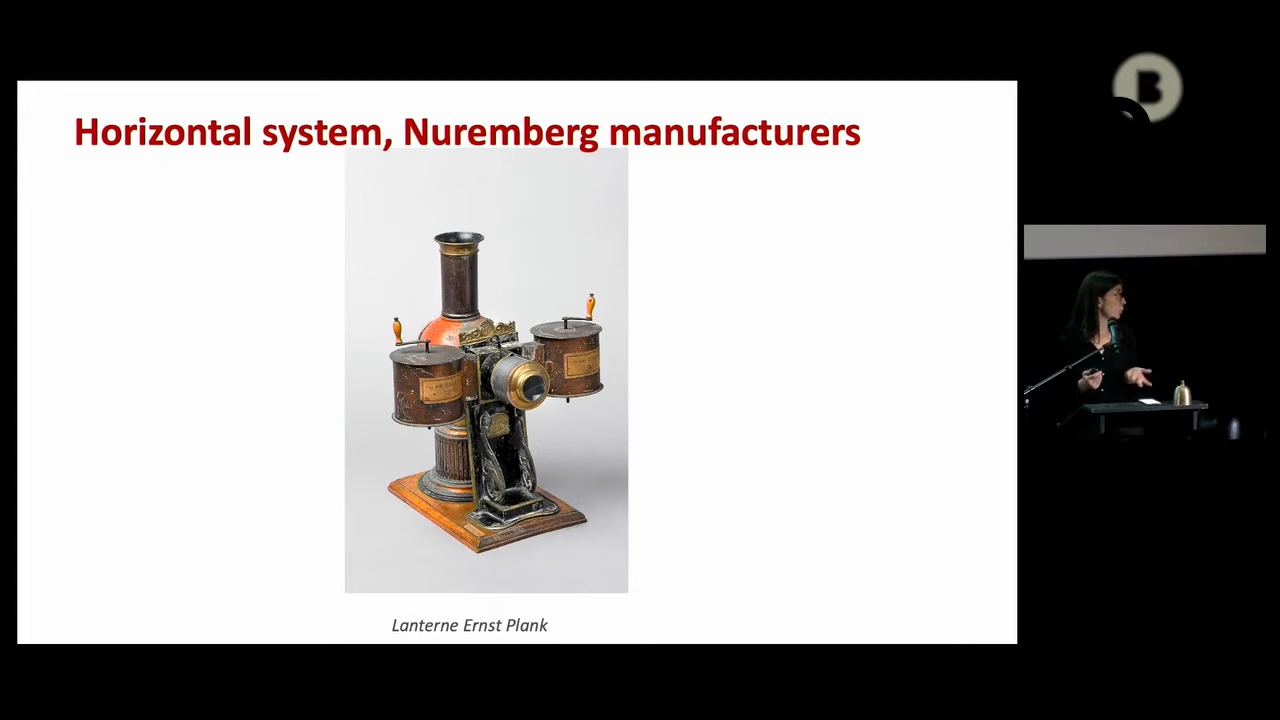 Horizontal system, Nuremberg manufacturers
B
Lanterne Ernst Plank